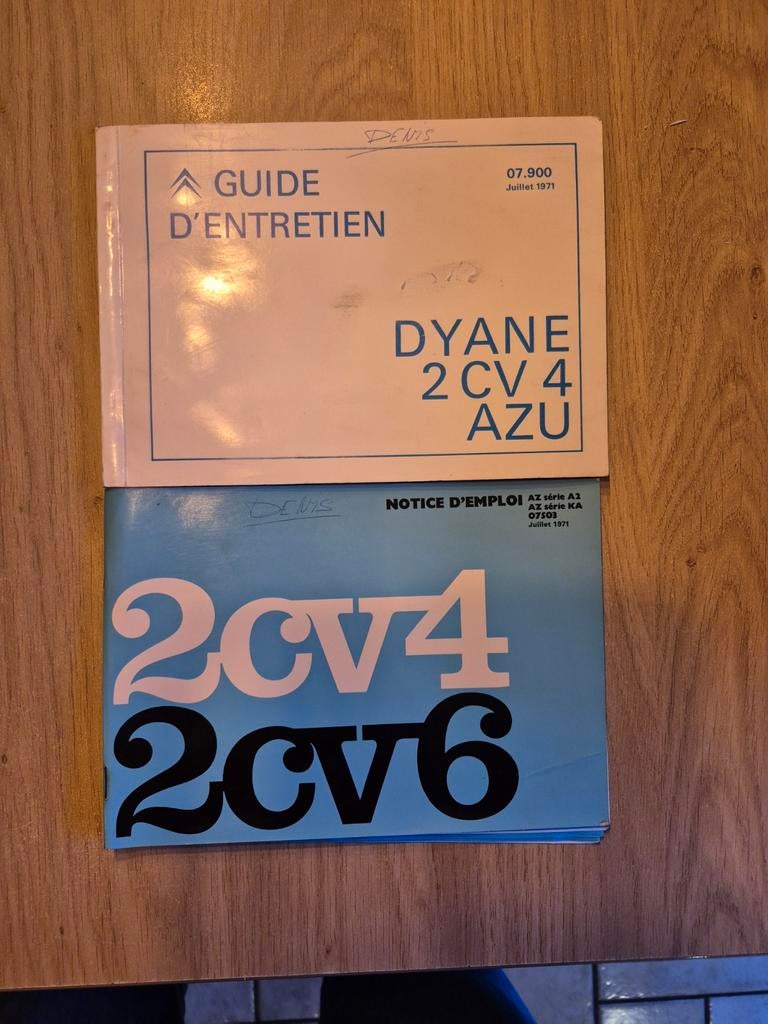 DENIS
GUIDE
D'ENTRETIEN
07.900
Juillet 1971
DYANE
2 CV 4
AZU
DENIS
NOTICE D'EMPLOI
AZ série A2
AZ série KA
07503
Juillet 1971
2cv4
2cv6